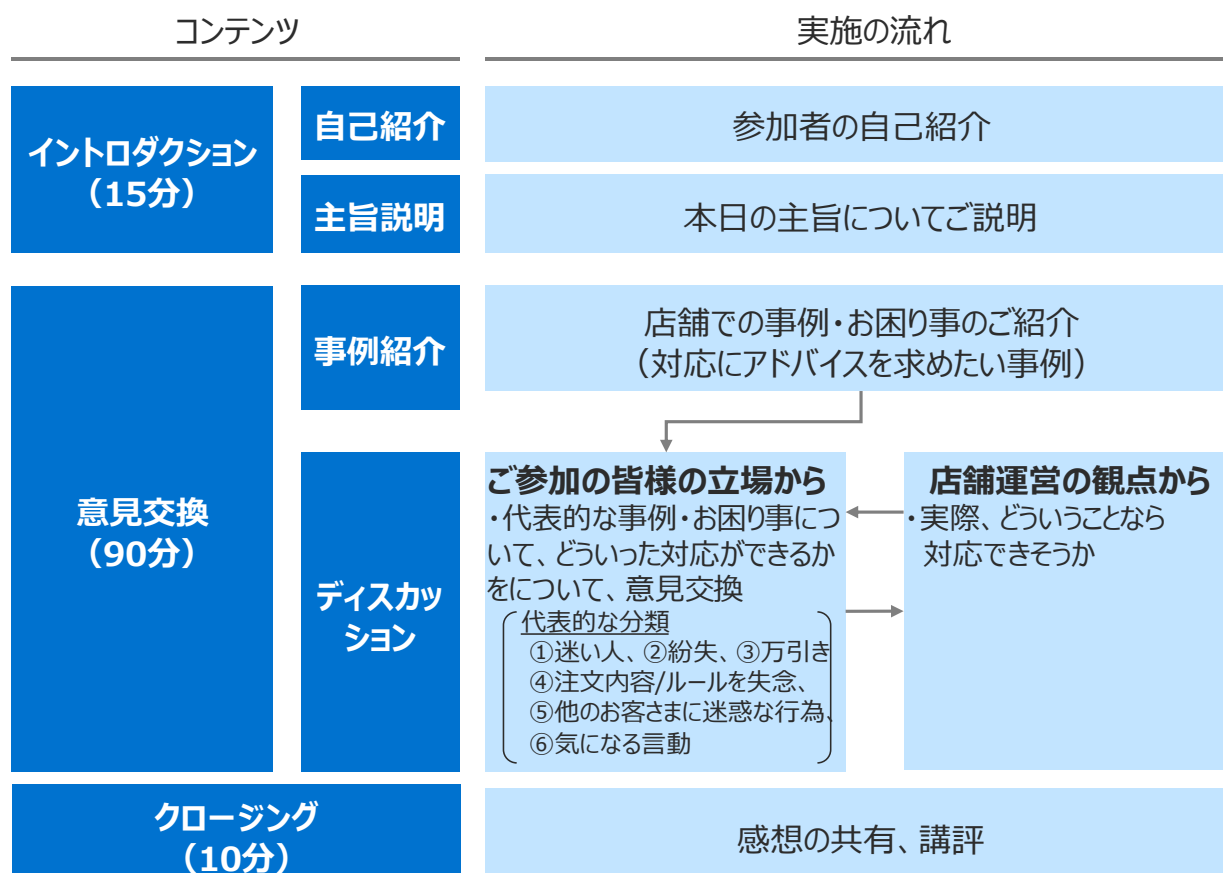 コンテンツ
実施の流れ
イントロダクション
（15分）
自己紹介
参加者の自己紹介
主旨説明
本日の主旨についてご説明
意見交換
（90分）
事例紹介
店舗での事例・お困り事のご紹介
（対応にアドバイスを求めたい事例）
ディスカッ
ション
ご参加の皆様の立場から
・代表的な事例・お困り事につ
いて、どういった対応ができるか
をについて、意見交換
代表的な分類
①迷い人、②紛失、③万引き
④注文内容/ルールを失念、
⑤他のお客さまに迷惑な行為、
⑥気になる言動
店舗運営の観点から
・実際、どういうことなら
対応できそうか
クロージング
（10分）
感想の共有、講評